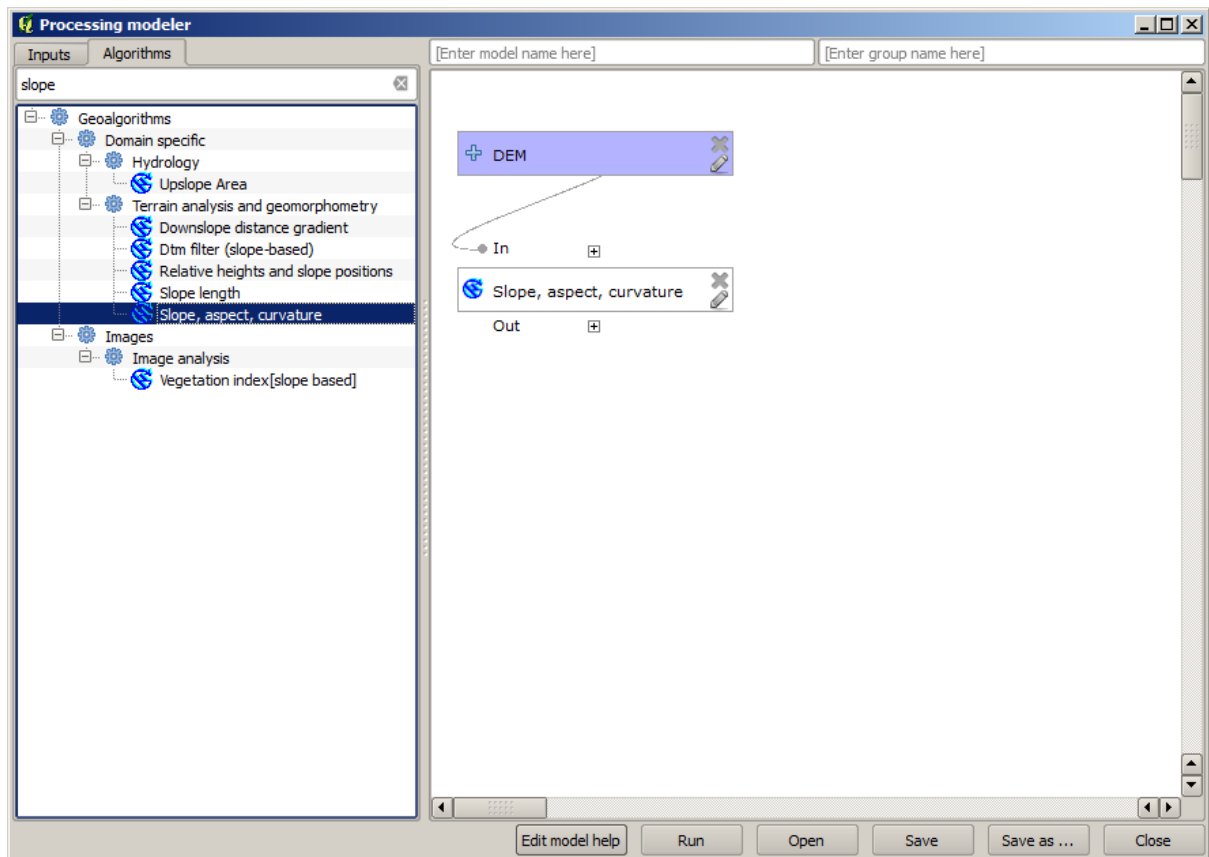 Processing modeler
Inputs
Algorithms
[Enter model name here]
[Enter group name here]
slope
Geoalgorithms
Domain specific
Hydrology
Upslope Area
Terrain analysis and geomorphometry
Downslope distance gradient
Dtm filter (slope-based)
Relative heights and slope positions
Slope length
Slope, aspect, curvature
Images
Image analysis
Vegetation index[slope based]
DEM
In
Slope, aspect, curvature
Out
Edit model help
Run
Open
Save
Save as ...
Close